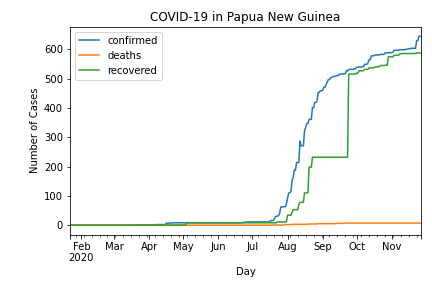 COVID-19 in Papua New Guinea
confirmed
deaths
recovered
Number of Cases
600
500
400
300
200
100
0
Feb Mar Apr May Jun Jul Aug Sep Oct Nov
2020
Day